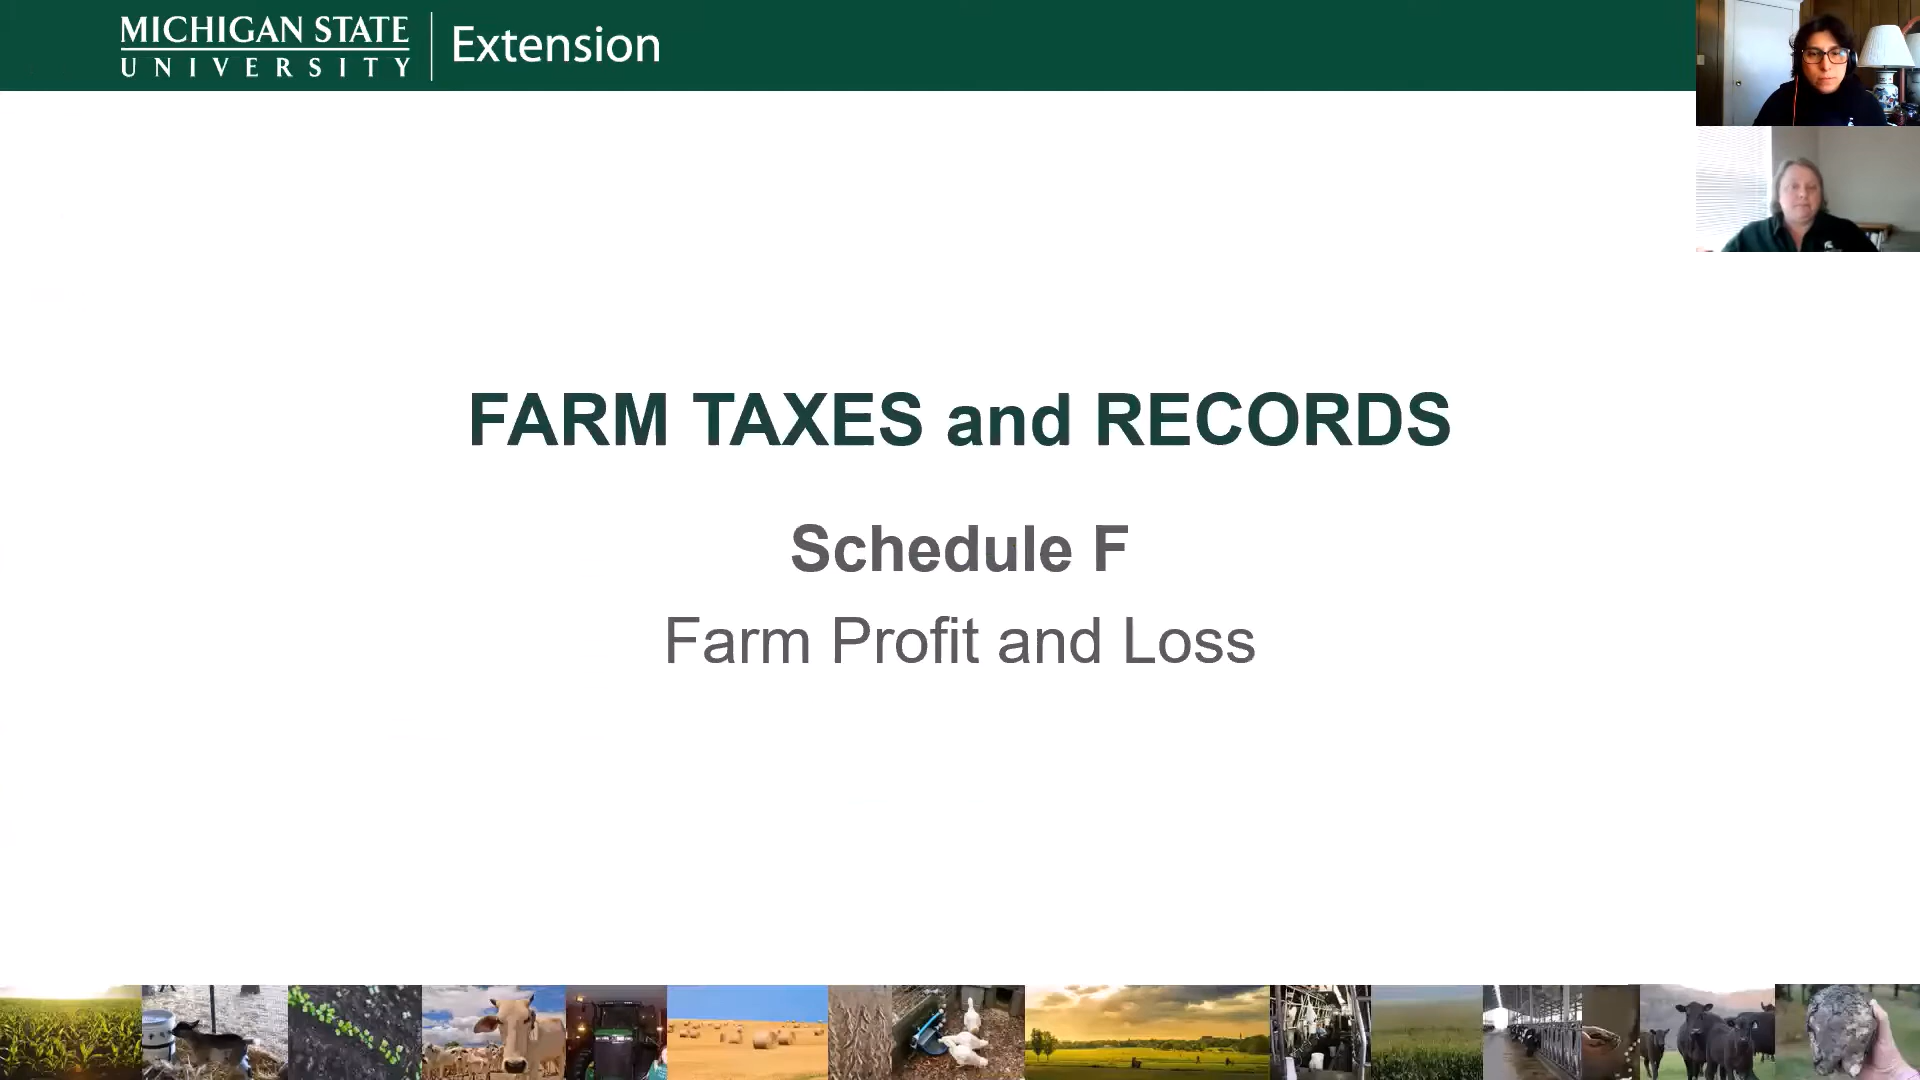 MICHIGAN STATE
UNIVERSITY
Extension
FARM TAXES and RECORDS
Schedule F
Farm Profit and Loss